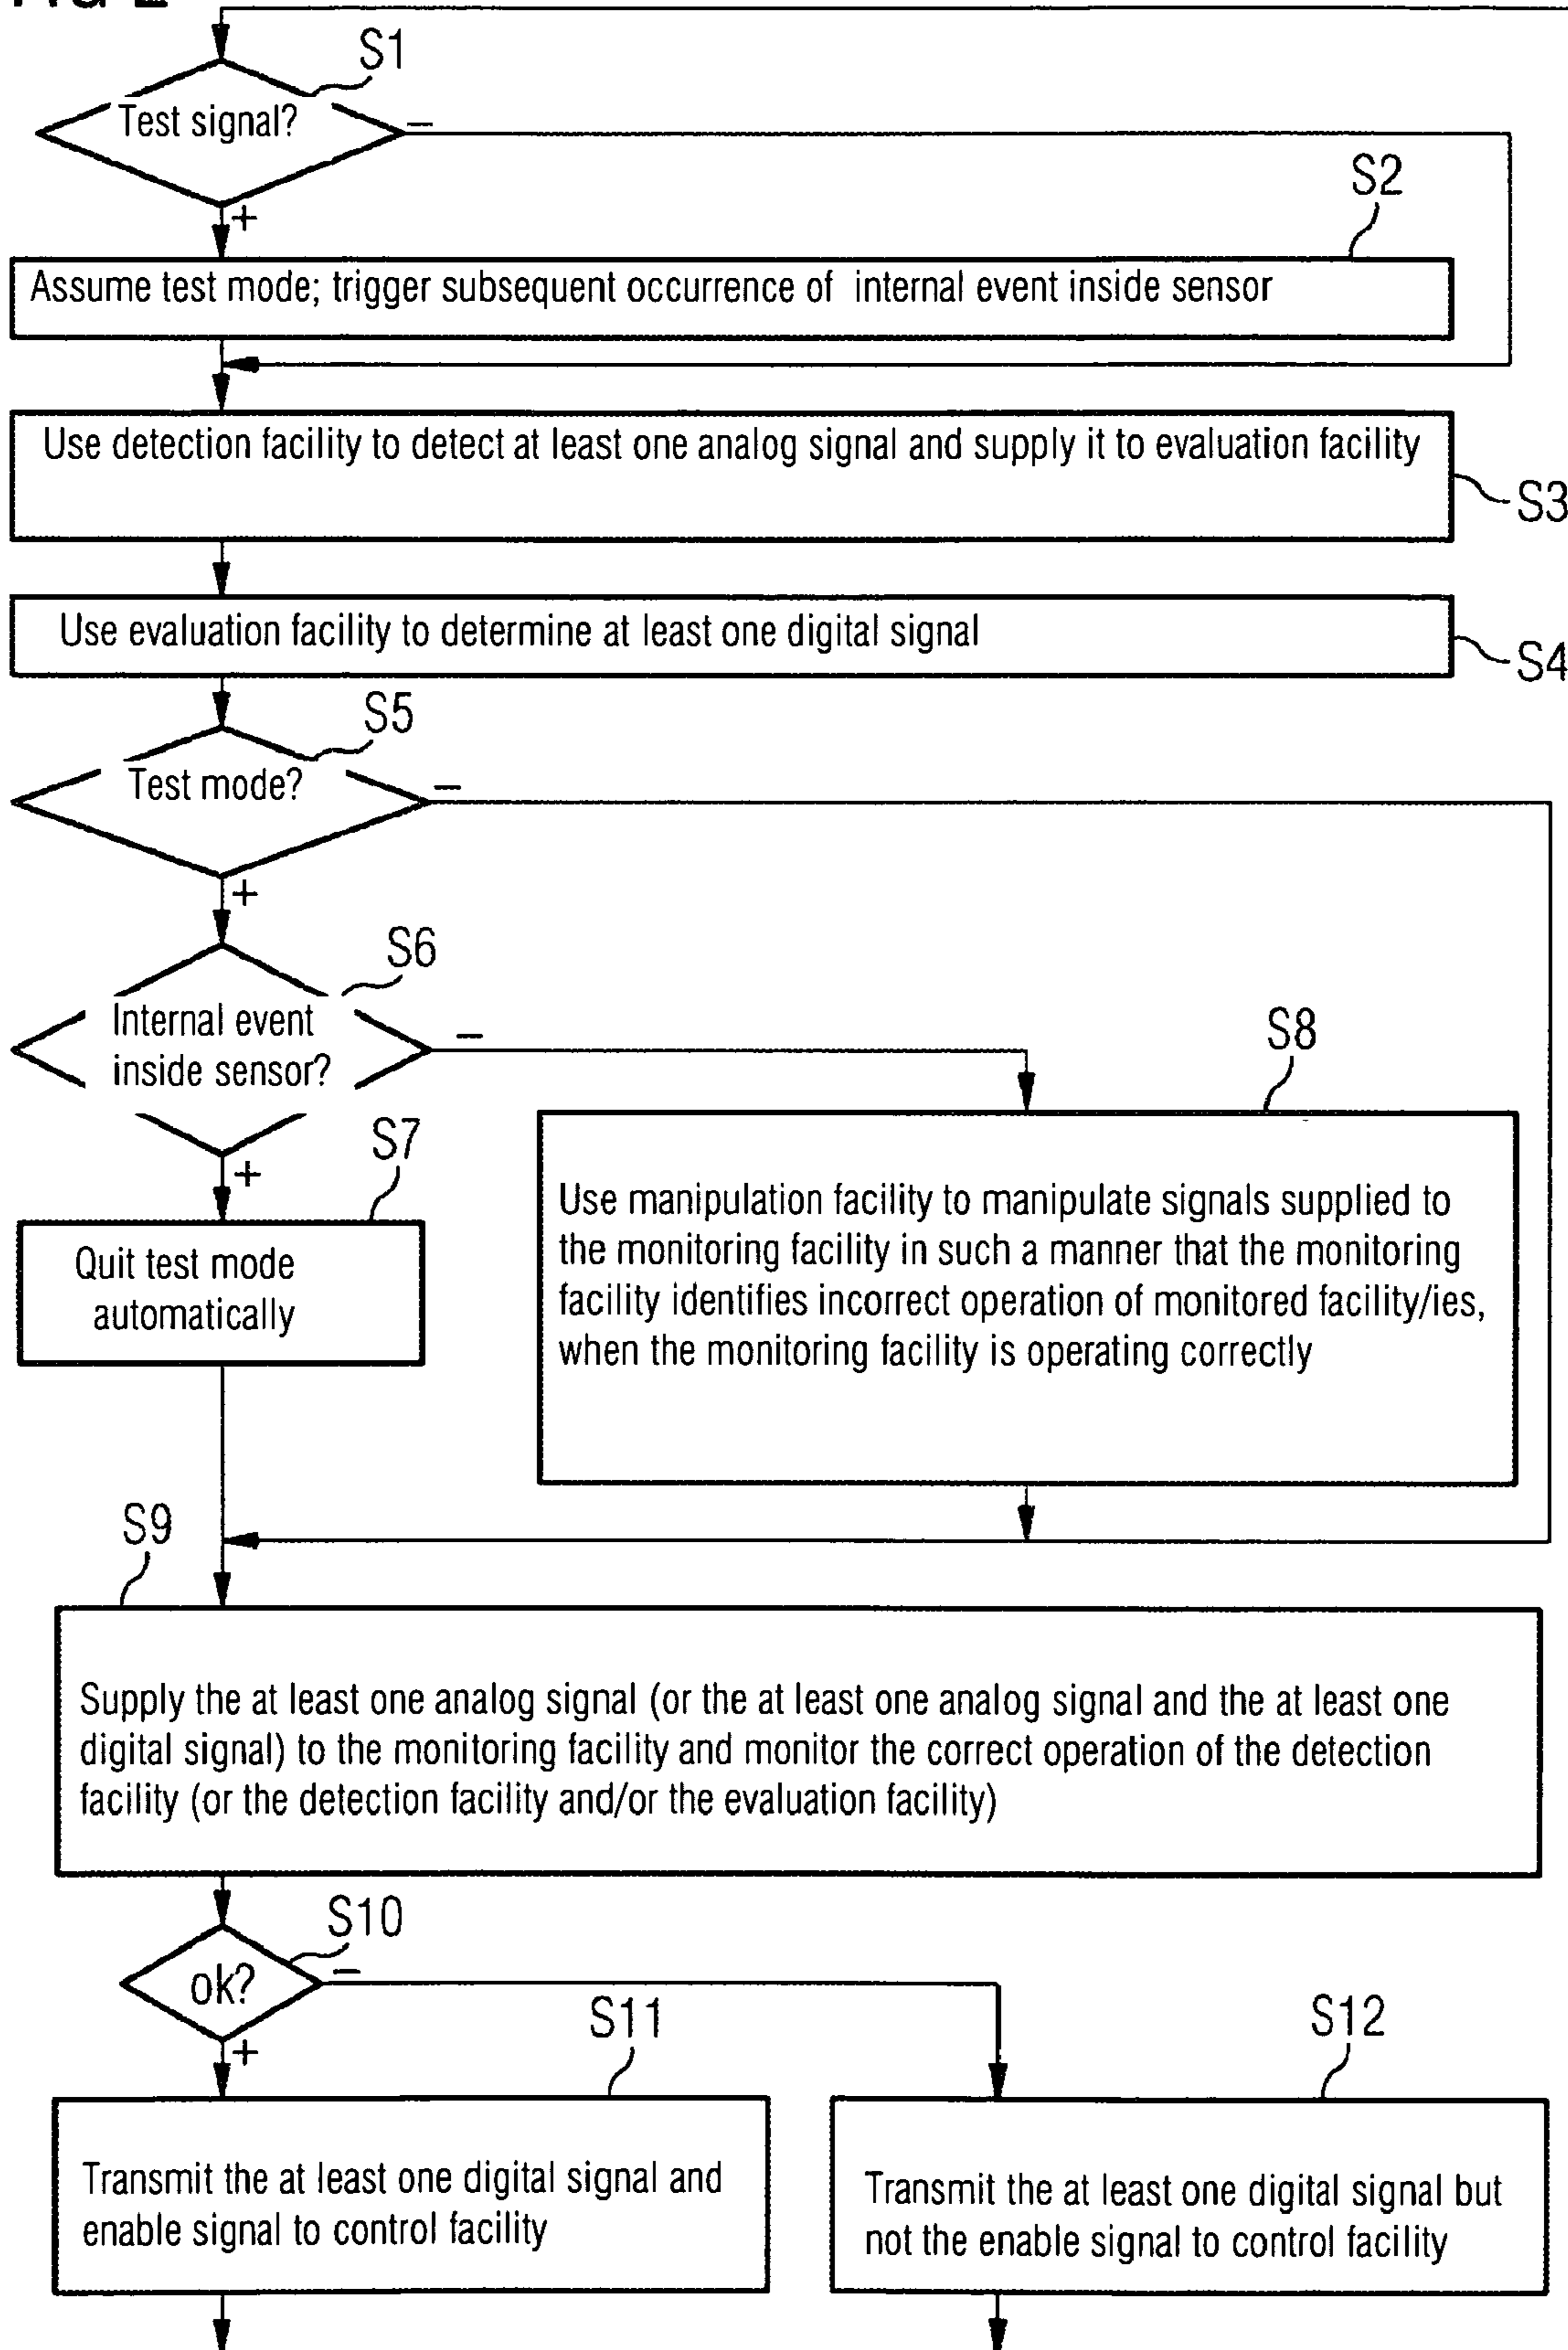 S1
Test signal?
–
+
S2
Assume test mode; trigger subsequent occurrence of internal event inside sensor
Use detection facility to detect at least one analog signal and supply it to evaluation facility
S3
Use evaluation facility to determine at least one digital signal
S4
S5
Test mode?
–
+
S6
Internal event
inside sensor?
–
+
S7
Quit test mode
automatically
S8
Use manipulation facility to manipulate signals supplied to
the monitoring facility in such a manner that the monitoring
facility identifies incorrect operation of monitored facility/ies,
when the monitoring facility is operating correctly
S9
Supply the at least one analog signal (or the at least one analog signal and the at least one
digital signal) to the monitoring facility and monitor the correct operation of the detection
facility (or the detection facility and/or the evaluation facility)
S10
ok?
–
+
S11
Transmit the at least one digital signal and
enable signal to control facility
S12
Transmit the at least one digital signal but
not the enable signal to control facility